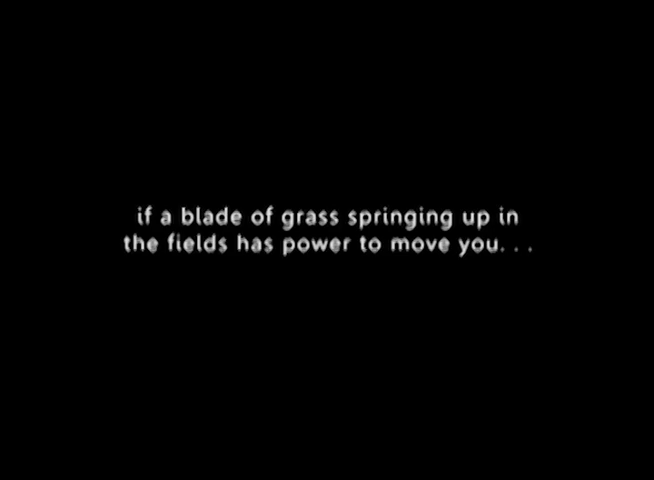 if a blade of grass springing up in
the fields has power to move you. . .